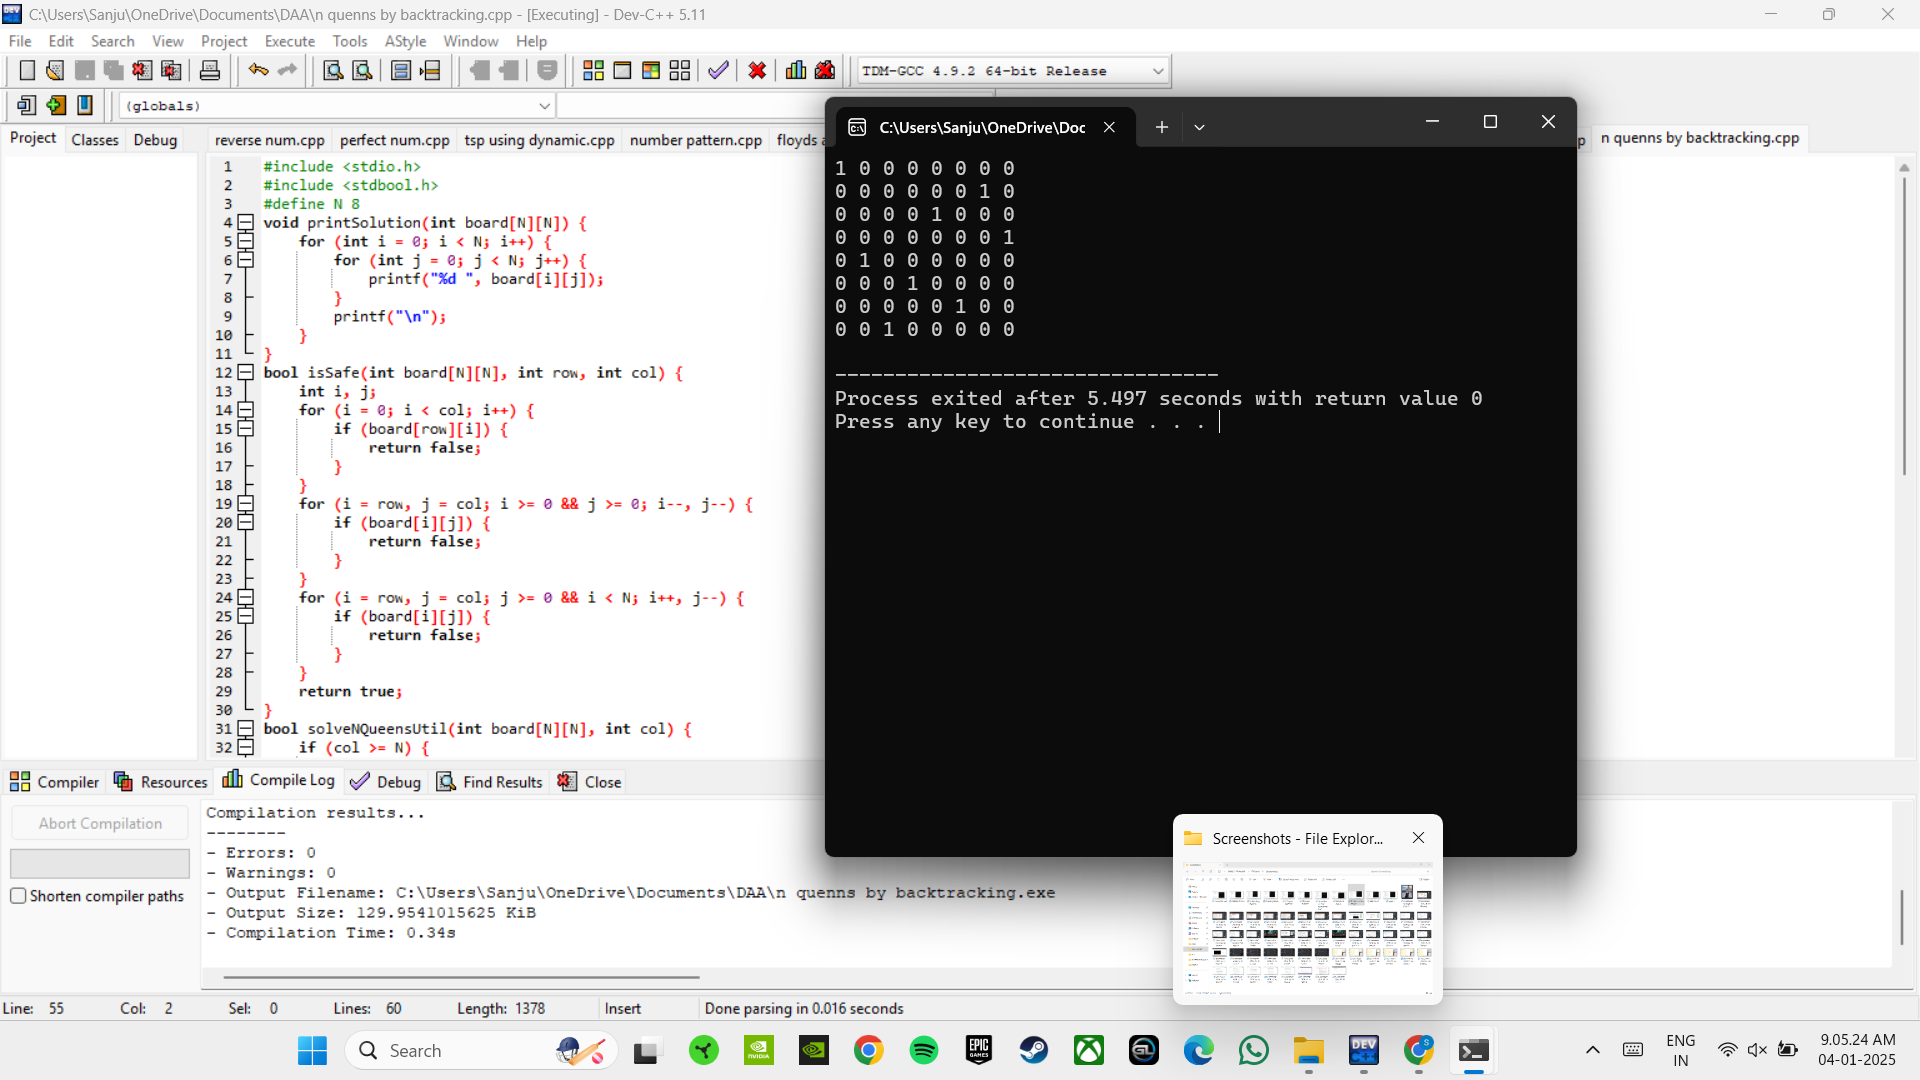 C:\Users\Sanju\OneDrive\Documents\DAA\n quenns by backtracking.cpp - [Executing] - Dev-C++ 5.11
File Edit Search View Project Execute Tools AStyle Window Help
TDM-GCC 4.9.2 64-bit Release
(globals)
Project Classes Debug
reverse num.cpp perfect num.cpp tsp using dynamic.cpp number pattern.cpp floyds n quenns by backtracking.cpp
1 #include <stdio.h>
2 #include <stdbool.h>
3 #define N 8
4 void printSolution(int board[N][N]) {
5 for (int i = 0; i < N; i++) {
6 for (int j = 0; j < N; j++) {
7 printf("%d ", board[i][j]);
8 }
9 printf("\n");
10 }
11 }
12 bool isSafe(int board[N][N], int row, int col) {
13 int i, j;
14 for (i = 0; i < col; i++) {
15 if (board[row][i]) {
16 return false;
17 }
18 }
19 for (i = row, j = col; i >= 0 && j >= 0; i--, j--) {
20 if (board[i][j]) {
21 return false;
22 }
23 }
24 for (i = row, j = col; j >= 0 && i < N; i++, j--) {
25 if (board[i][j]) {
26 return false;
27 }
28 }
29 return true;
30 }
31 bool solveNQueensUtil(int board[N][N], int col) {
32 if (col >= N) {
C:\Users\Sanju\OneDrive\Doc
1 0 0 0 0 0 0 0
0 0 0 0 0 0 1 0
0 0 0 0 1 0 0 0
0 0 0 0 0 0 0 1
0 1 0 0 0 0 0 0
0 0 0 1 0 0 0 0
0 0 0 0 0 1 0 0
0 0 1 0 0 0 0 0
--------------------------------
Process exited after 5.497 seconds with return value 0
Press any key to continue . . .
Screenshots - File Explor...
Compiler Resources Compile Log Debug Find Results Close
Abort Compilation
Shorten compiler paths
Compilation results...
--------
- Errors: 0
- Warnings: 0
- Output Filename: C:\Users\Sanju\OneDrive\Documents\DAA\n quenns by backtracking.exe
- Output Size: 129.9541015625 KiB
- Compilation Time: 0.34s
Line: 55 Col: 2 Sel: 0 Lines: 60 Length: 1378 Insert Done parsing in 0.016 seconds
Search
ENG
IN
9.05.24 AM
04-01-2025